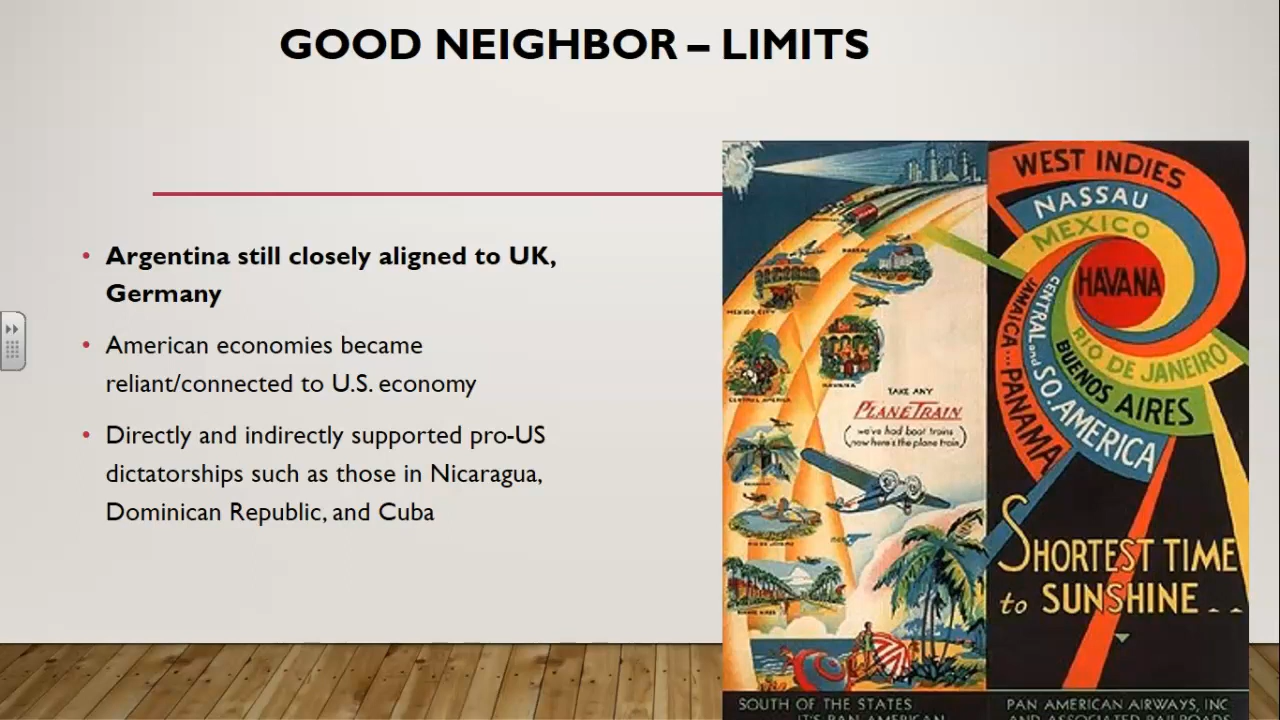 GOOD NEIGHBOR – LIMITS
• Argentina still closely aligned to UK,
Germany
• American economies became
reliant/connected to U.S. economy
• Directly and indirectly supported pro-US
dictatorships such as those in Nicaragua,
Dominican Republic, and Cuba
NASSAU
MEXICO CITY
HAVANA
CENTRAL AMERICA
RIO DE JANEIRO
BUENOS AIRES
TAKE ANY
PLANE TRAIN
(we've had boat trains
now here's the plane train)
SOUTH OF THE STATES
IT'S PAN AMERICAN
WEST INDIES
NASSAU
MEXICO
HAVANA
RIO DE JANEIRO
BUENOS AIRES
CENTRAL and SO. AMERICA
JAMAICA ... PANAMA
SHORTEST TIME
to SUNSHINE . .
PAN AMERICAN AIRWAYS, INC